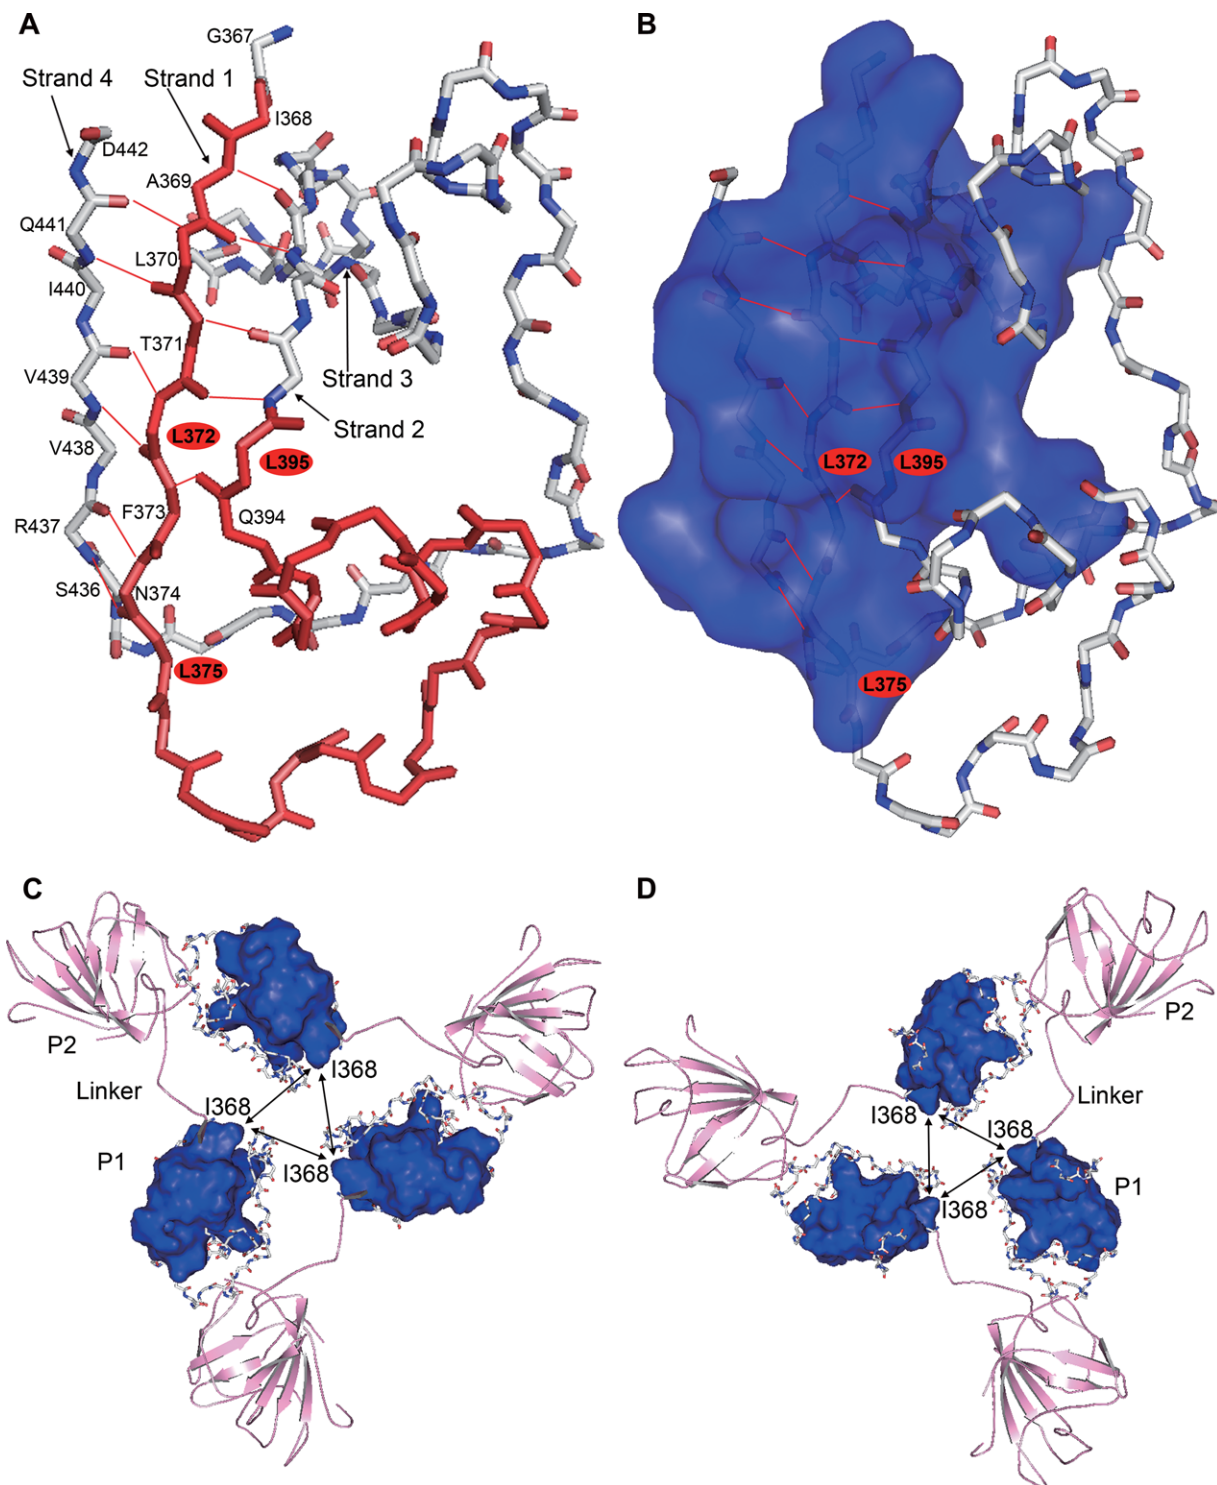 A
G367
Strand 4
Strand 1
I368
D442
A369
Q441
L370
I440
T371
Strand 3
V439
L372
Strand 2
V438
L395
F373
Q394
R437
S436
N374
L375
B
L372
L395
L375
C
P2
Linker
I368
I368
P1
I368
D
P2
Linker
I368
I368
P1
I368